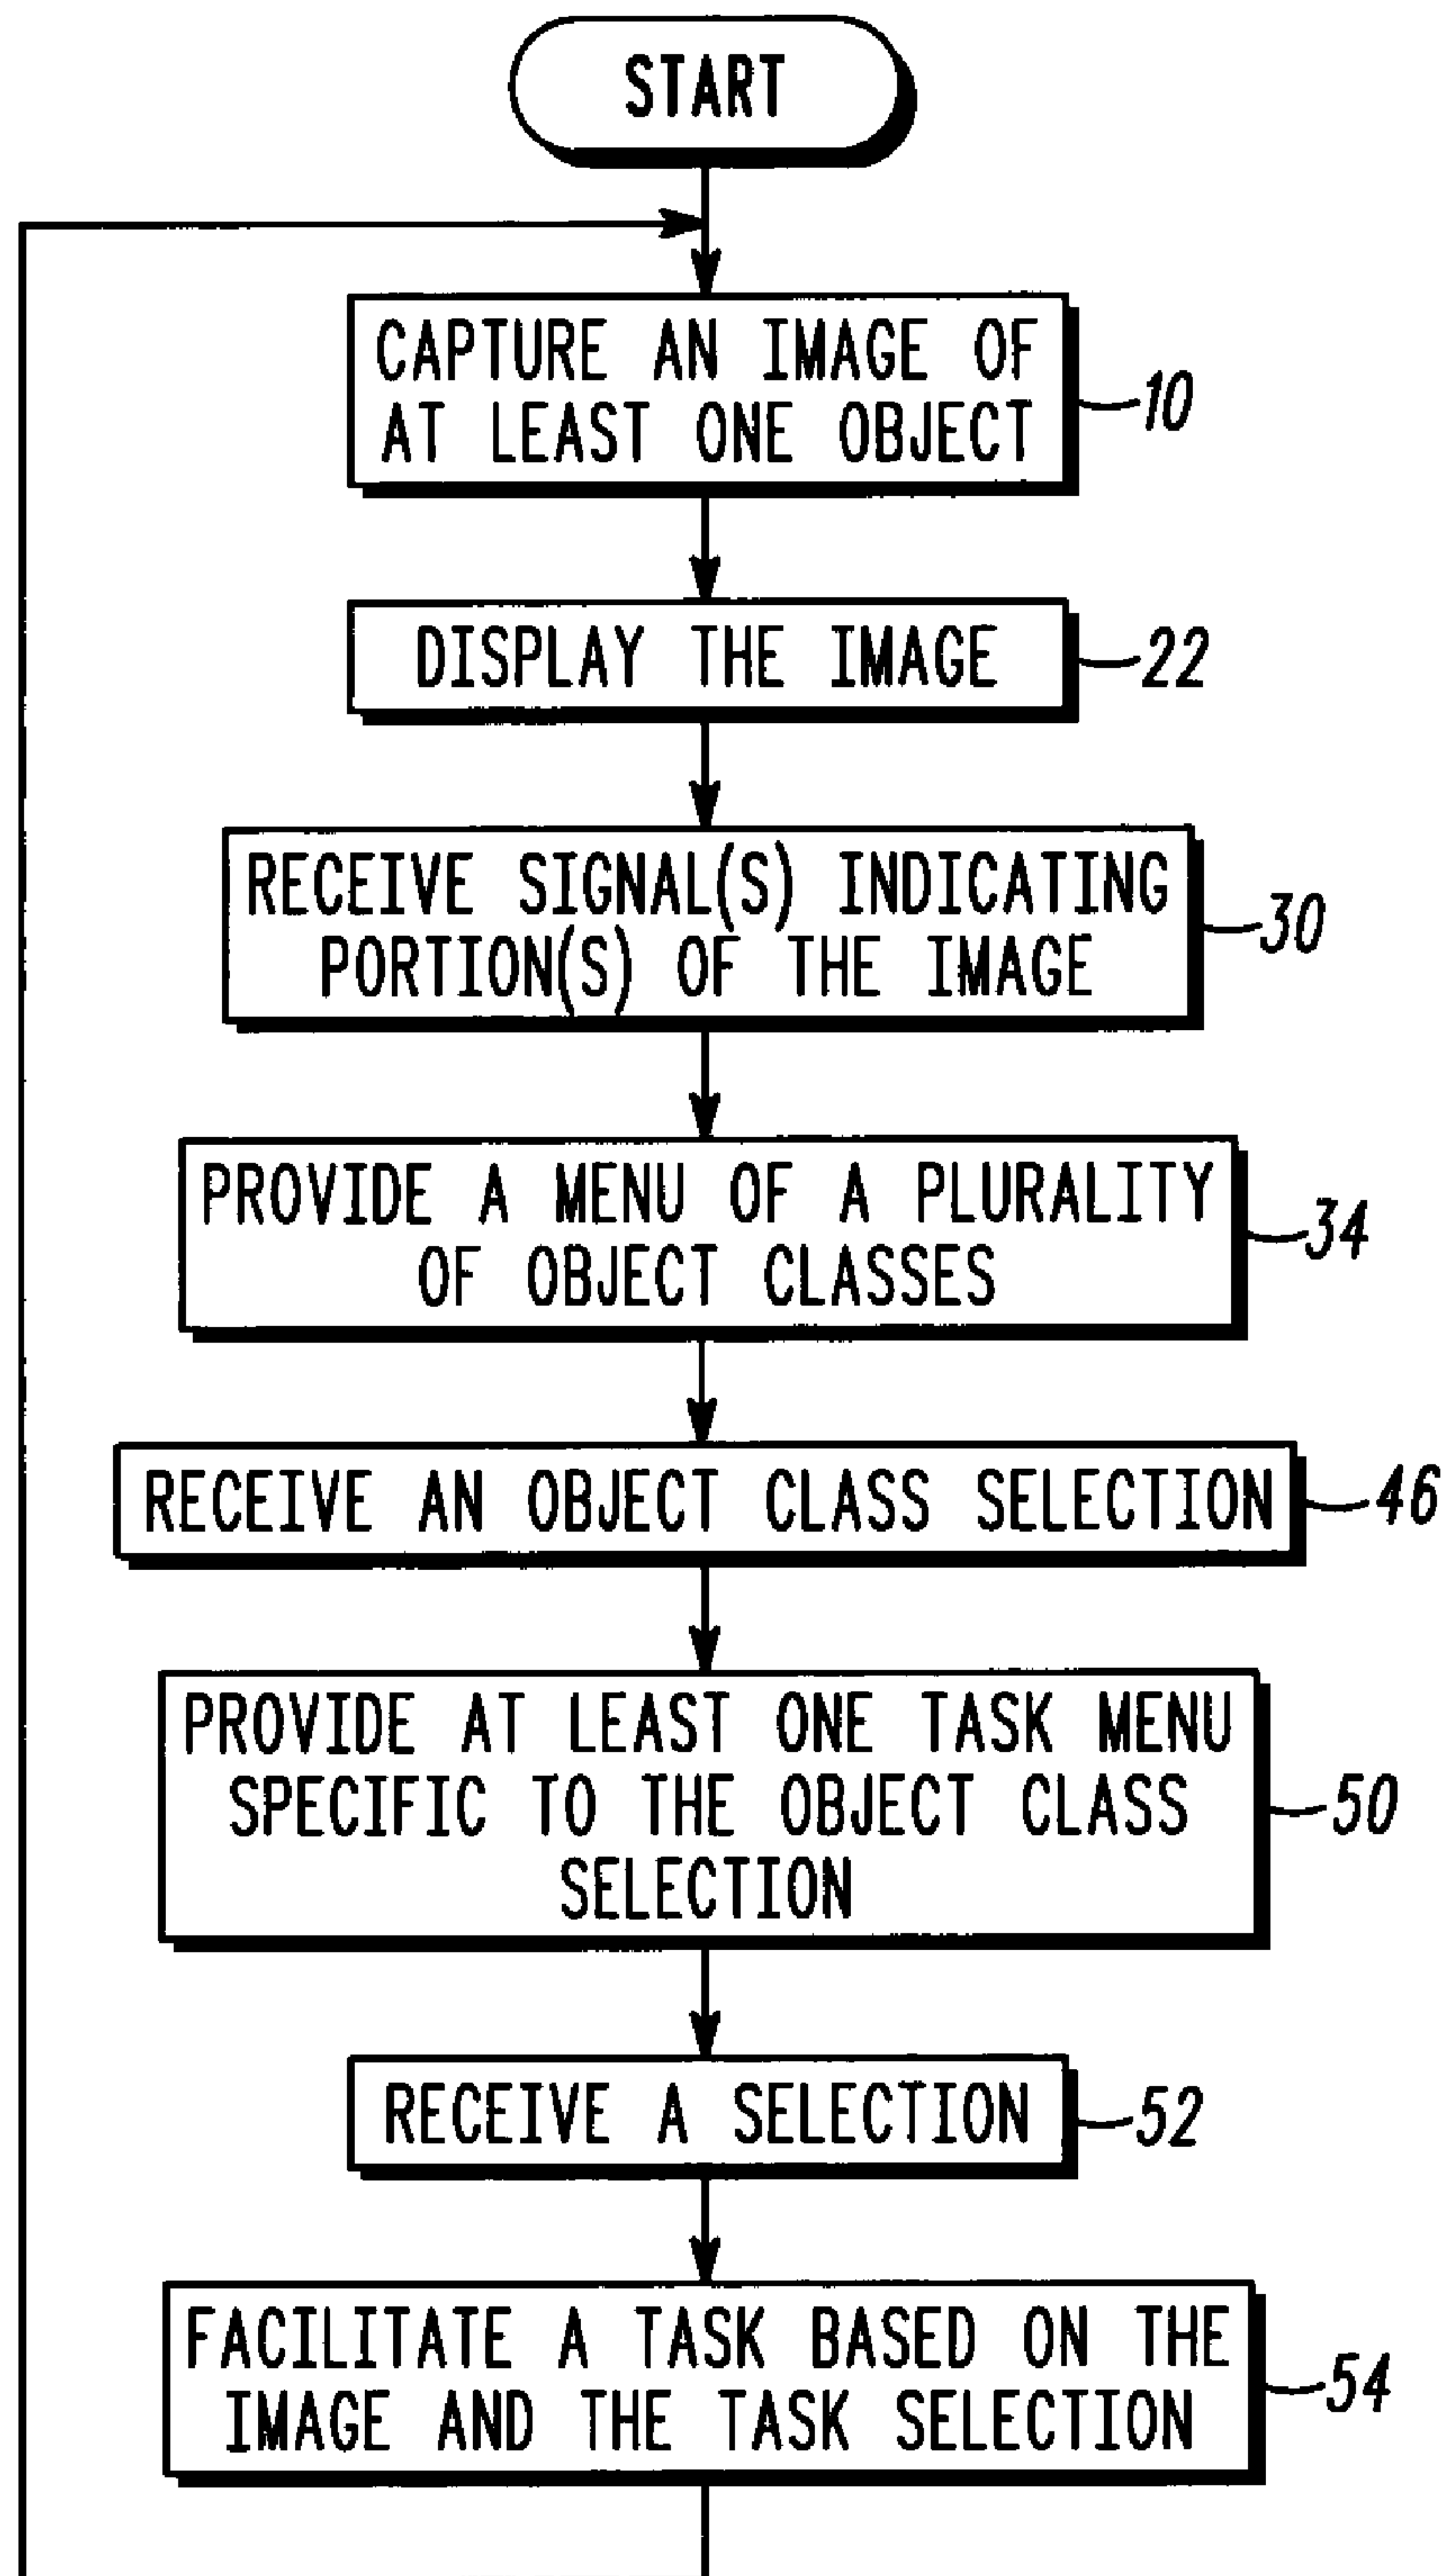 START
CAPTURE AN IMAGE OF
AT LEAST ONE OBJECT
10
DISPLAY THE IMAGE
22
RECEIVE SIGNAL(S) INDICATING
PORTION(S) OF THE IMAGE
30
PROVIDE A MENU OF A PLURALITY
OF OBJECT CLASSES
34
RECEIVE AN OBJECT CLASS SELECTION
46
PROVIDE AT LEAST ONE TASK MENU
SPECIFIC TO THE OBJECT CLASS
SELECTION
50
RECEIVE A SELECTION
52
FACILITATE A TASK BASED ON THE
IMAGE AND THE TASK SELECTION
54